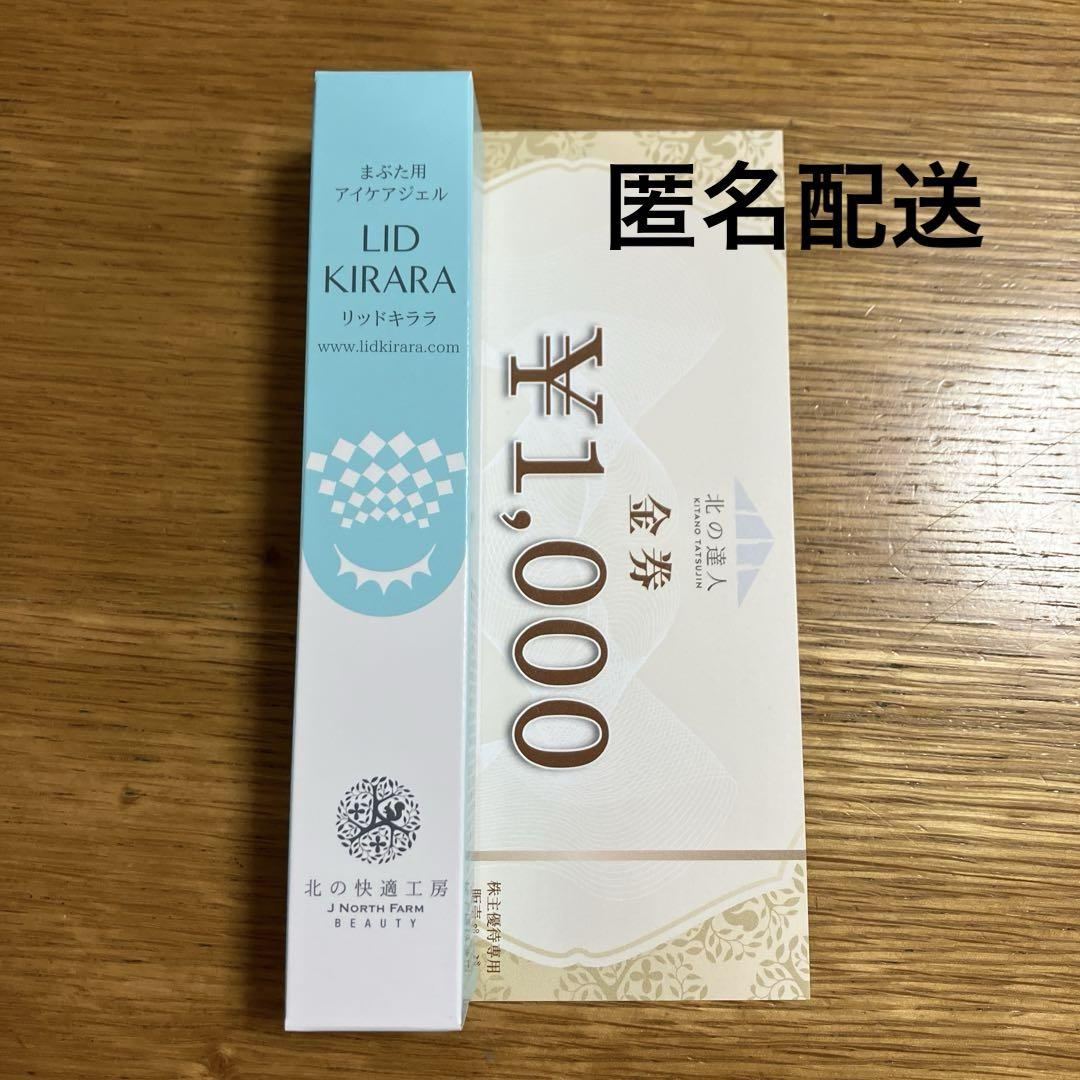 匿名配送
まぶた用
アイケアジェル
LID
KIRARA
リッドキララ
www.lidkirara.com
北の快適工房
J NORTH FARM
BEAUTY
北の達人
KITANO TATSUJIN
金券
¥1,000
株主優待専用